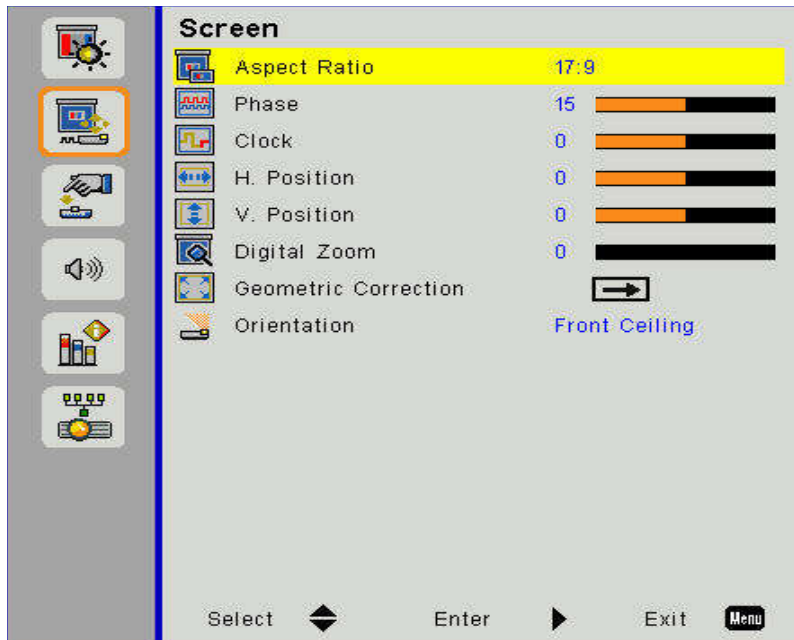 Screen
Aspect Ratio 17:9
Phase 15
Clock 0
H. Position 0
V. Position 0
Digital Zoom 0
Geometric Correction
Orientation Front Ceiling
Select Enter Exit Menu